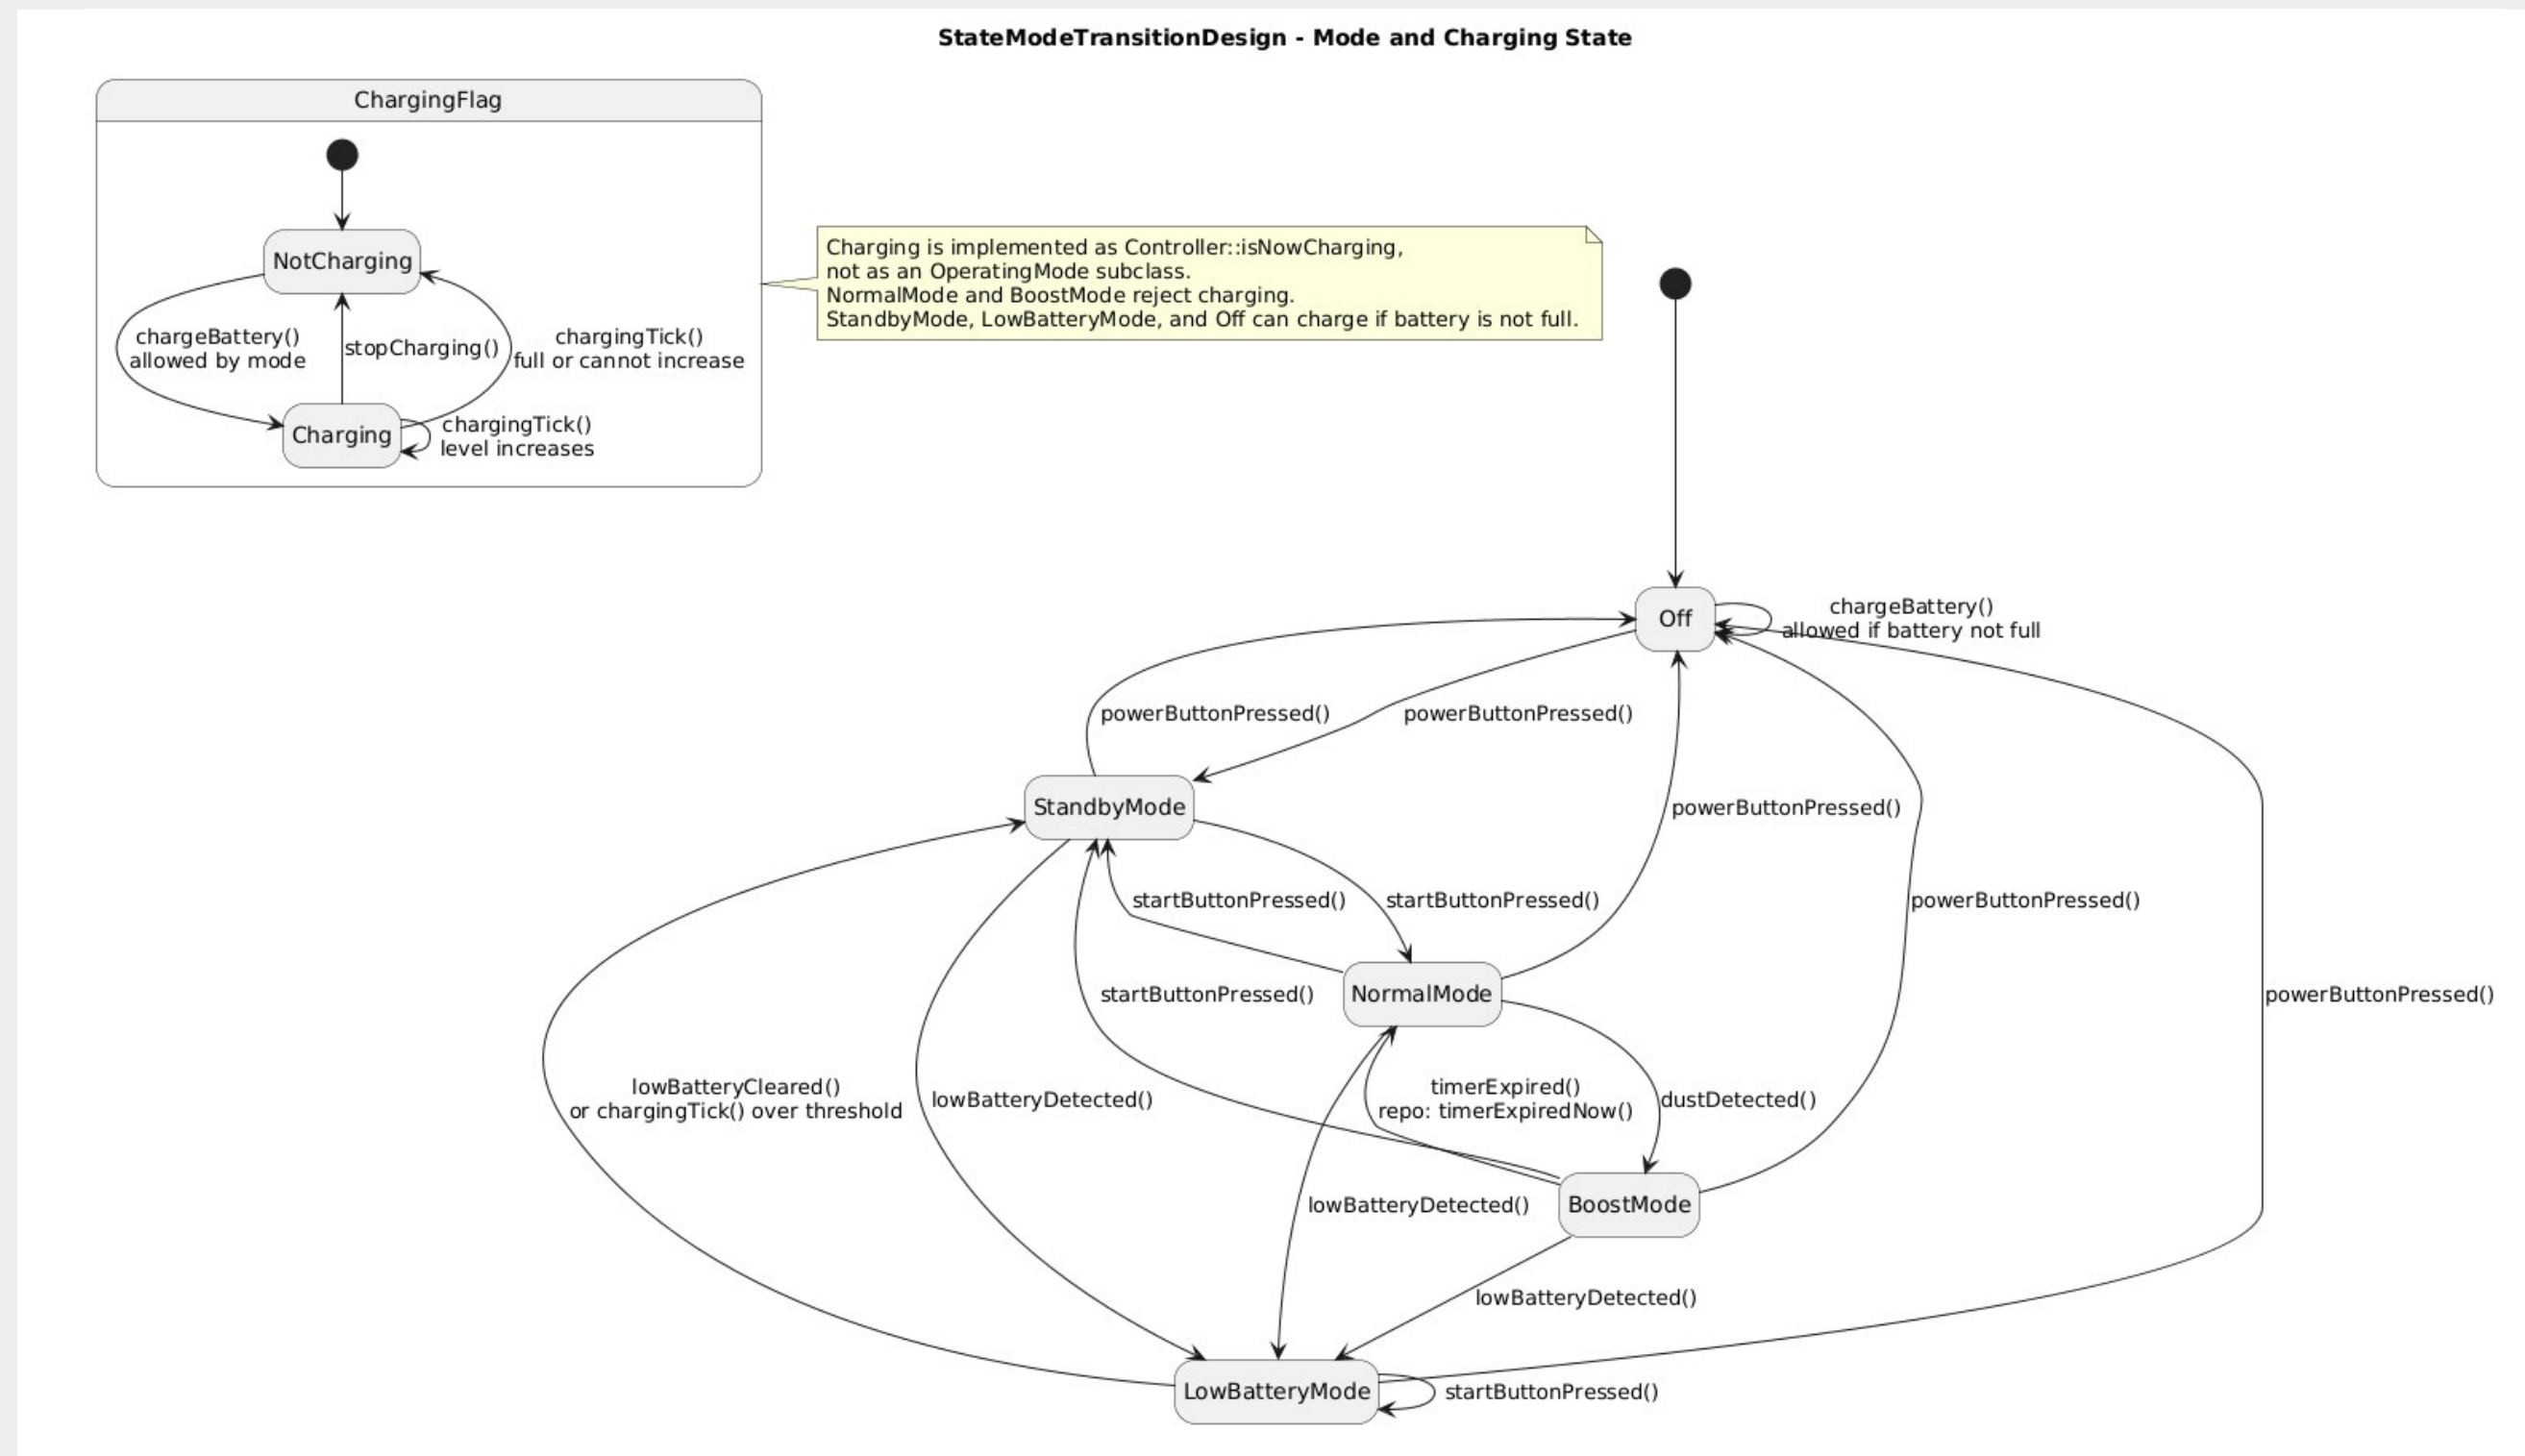 StateModeTransitionDesign - Mode and Charging State
ChargingFlag
NotCharging
chargeBattery()
allowed by mode
stopCharging()
chargingTick()
full or cannot increase
Charging
chargingTick()
level increases
Charging is implemented as Controller::isNowCharging,
not as an OperatingMode subclass.
NormalMode and BoostMode reject charging.
StandbyMode, LowBatteryMode, and Off can charge if battery is not full.
Off
chargeBattery()
allowed if battery not full
powerButtonPressed()
powerButtonPressed()
StandbyMode
powerButtonPressed()
startButtonPressed()
startButtonPressed()
powerButtonPressed()
NormalMode
startButtonPressed()
powerButtonPressed()
lowBatteryCleared()
or chargingTick() over threshold
lowBatteryDetected()
timerExpired()
repo: timerExpiredNow()
dustDetected()
lowBatteryDetected()
BoostMode
lowBatteryDetected()
LowBatteryMode
startButtonPressed()